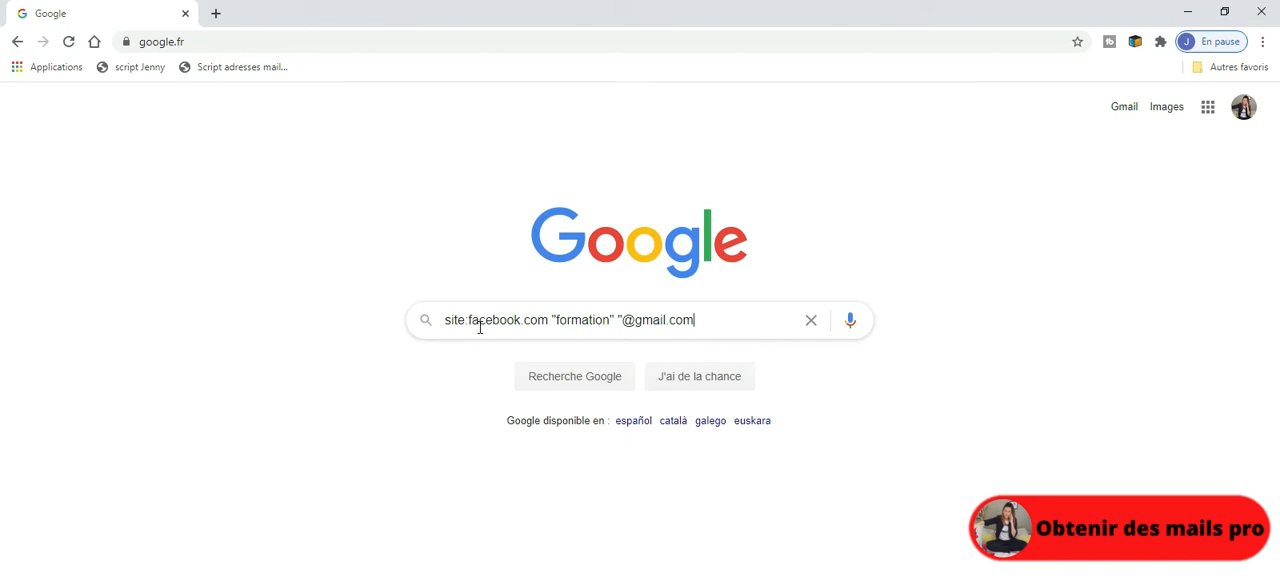 Google
google.fr
J
En pause
Applications
script Jenny
Script adresses mail...
Autres favoris
Gmail
Images
Google
site:facebook.com "formation" "@gmail.com
Recherche Google
J'ai de la chance
Google disponible en : español català galego euskara
Obtenir des mails pro